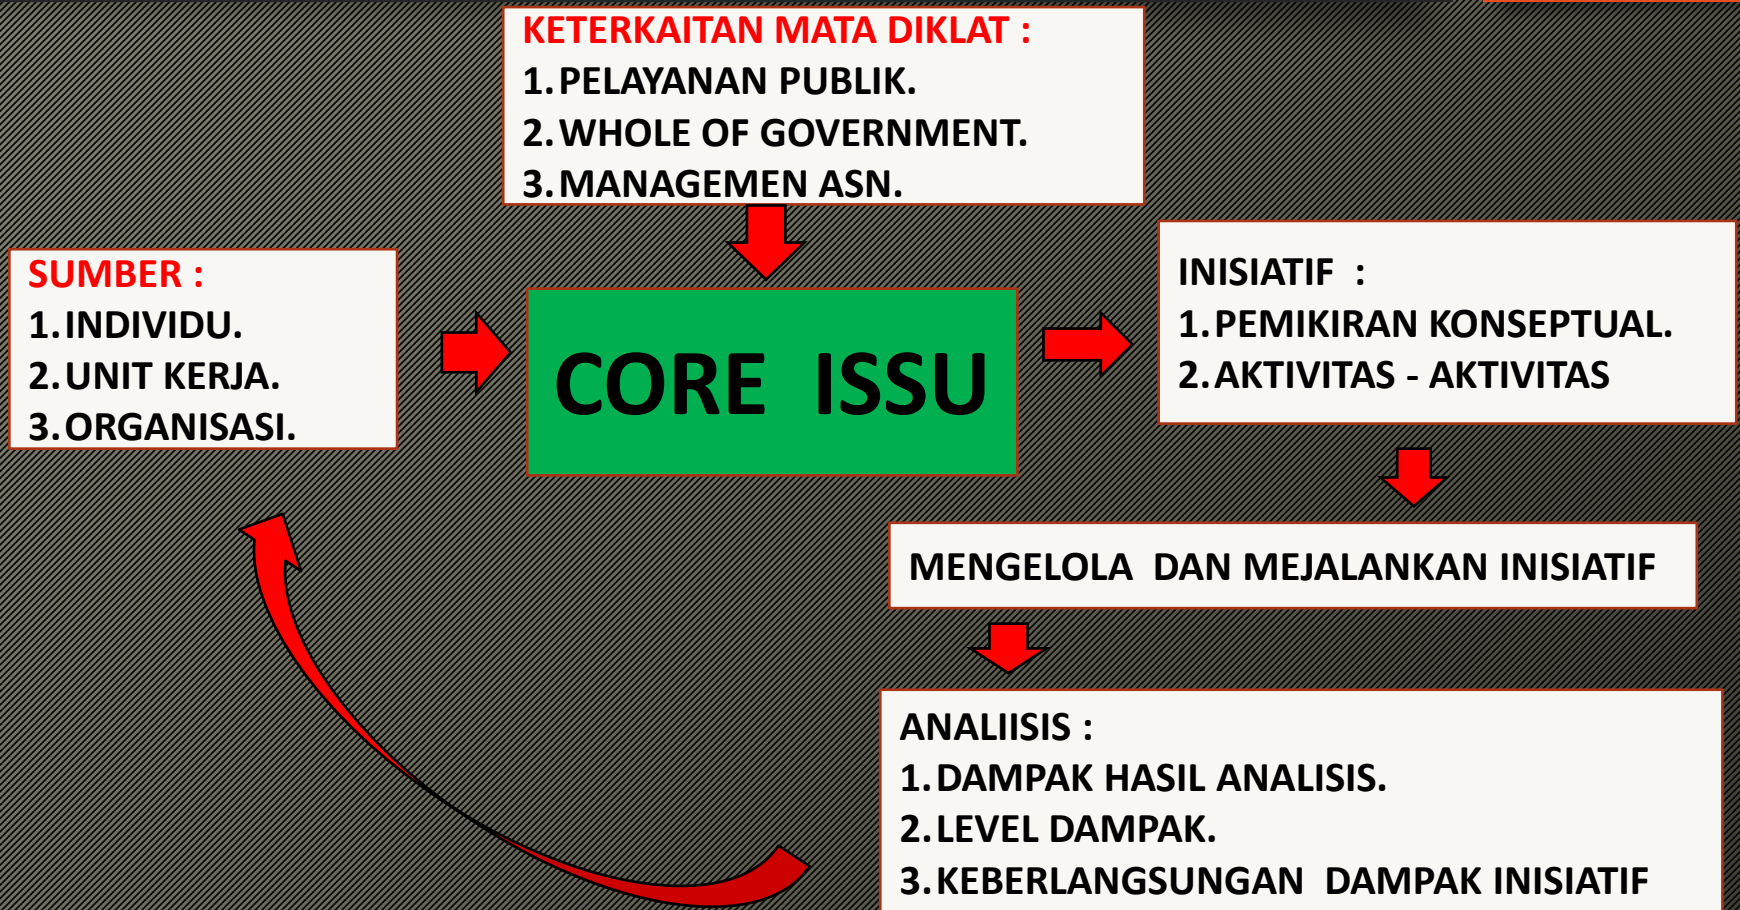 KETERKAITAN MATA DIKLAT :
1.PELAYANAN PUBLIK.
2.WHOLE OF GOVERNMENT.
3.MANAGEMEN ASN.
SUMBER :
1.INDIVIDU.
2.UNIT KERJA.
3.ORGANISASI.
CORE ISSU
INISIATIF :
1.PEMIKIRAN KONSEPTUAL.
2.AKTIVITAS - AKTIVITAS
MENGELOLA DAN MEJALANKAN INISIATIF
ANALIISIS :
1.DAMPAK HASIL ANALISIS.
2.LEVEL DAMPAK.
3.KEBERLANGSUNGAN DAMPAK INISIATIF